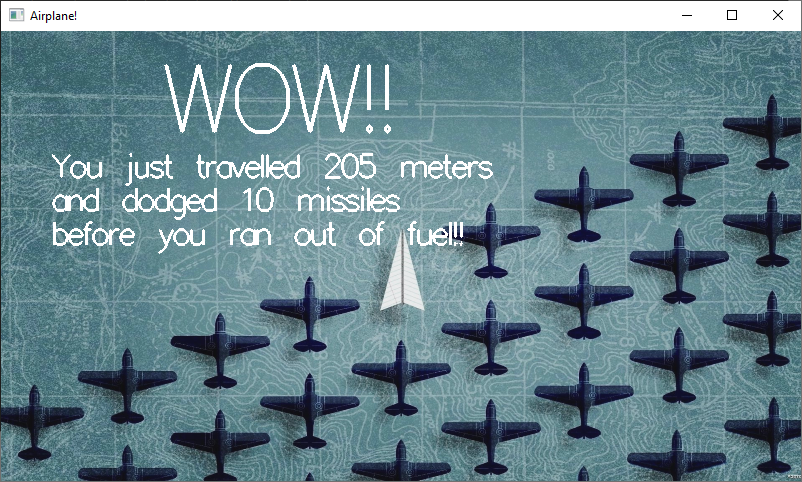 Airplane!
WOW!!
You just travelled 205 meters
and dodged 10 missiles
before you ran out of fuel!!